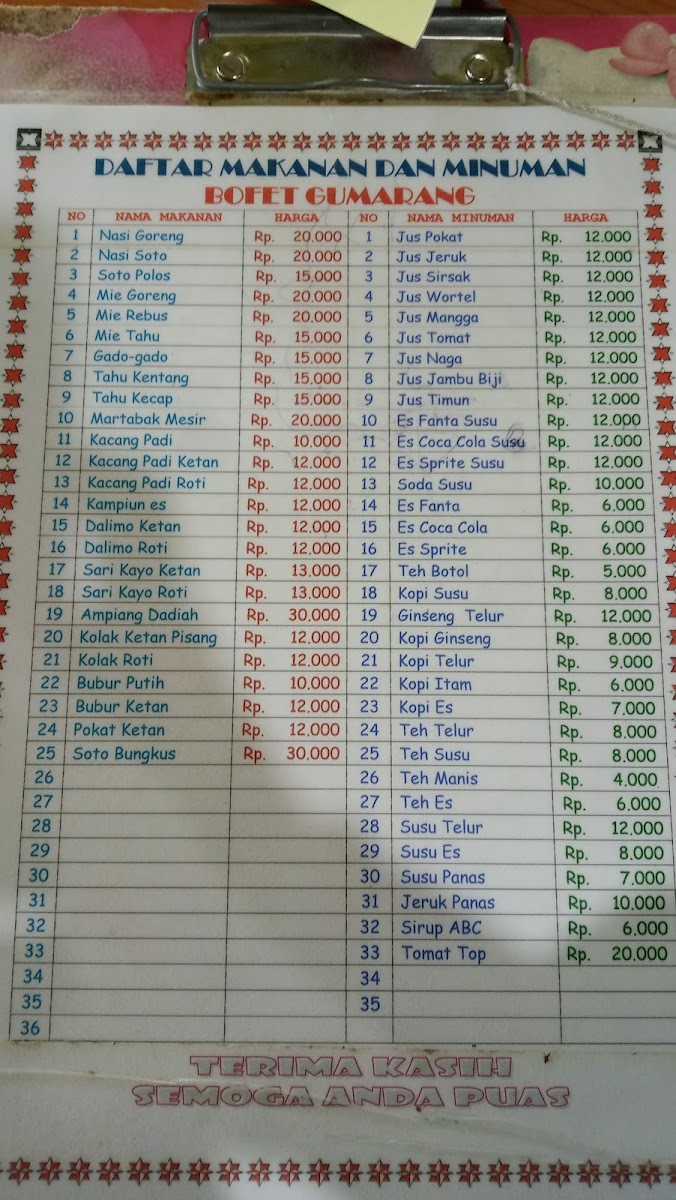 DAFTAR MAKANAN DAN MINUMAN
BOFET GUMARANG
NO NAMA MAKANAN HARGA NO NAMA MINUMAN HARGA
1 Nasi Goreng Rp. 20.000 1 Jus Pokat Rp. 12.000
2 Nasi Soto Rp. 20.000 2 Jus Jeruk Rp. 12.000
3 Soto Polos Rp. 15.000 3 Jus Sirsak Rp. 12.000
4 Mie Goreng Rp. 20.000 4 Jus Wortel Rp. 12.000
5 Mie Rebus Rp. 20.000 5 Jus Mangga Rp. 12.000
6 Mie Tahu Rp. 15.000 6 Jus Tomat Rp. 12.000
7 Gado-gado Rp. 15.000 7 Jus Naga Rp. 12.000
8 Tahu Kentang Rp. 15.000 8 Jus Jambu Biji Rp. 12.000
9 Tahu Kecap Rp. 15.000 9 Jus Timun Rp. 12.000
10 Martabak Mesir Rp. 20.000 10 Es Fanta Susu Rp. 12.000
11 Kacang Padi Rp. 10.000 11 Es Coca Cola Susu Rp. 12.000
12 Kacang Padi Ketan Rp. 12.000 12 Es Sprite Susu Rp. 12.000
13 Kacang Padi Roti Rp. 12.000 13 Soda Susu Rp. 10.000
14 Kampiun es Rp. 12.000 14 Es Fanta Rp. 6.000
15 Dalimo Ketan Rp. 12.000 15 Es Coca Cola Rp. 6.000
16 Dalimo Roti Rp. 12.000 16 Es Sprite Rp. 6.000
17 Sari Kayo Ketan Rp. 13.000 17 Teh Botol Rp. 5.000
18 Sari Kayo Roti Rp. 13.000 18 Kopi Susu Rp. 8.000
19 Ampiang Dadiah Rp. 30.000 19 Ginseng Telur Rp. 12.000
20 Kolak Ketan Pisang Rp. 12.000 20 Kopi Ginseng Rp. 8.000
21 Kolak Roti Rp. 12.000 21 Kopi Telur Rp. 9.000
22 Bubur Putih Rp. 10.000 22 Kopi Itam Rp. 6.000
23 Bubur Ketan Rp. 12.000 23 Kopi Es Rp. 7.000
24 Pokat Ketan Rp. 12.000 24 Teh Telur Rp. 8.000
25 Soto Bungkus Rp. 30.000 25 Teh Susu Rp. 8.000
26 26 Teh Manis Rp. 4.000
27 27 Teh Es Rp. 6.000
28 28 Susu Telur Rp. 12.000
29 29 Susu Es Rp. 8.000
30 30 Susu Panas Rp. 7.000
31 31 Jeruk Panas Rp. 10.000
32 32 Sirup ABC Rp. 6.000
33 33 Tomat Top Rp. 20.000
34 34
35 35
36
TERIMA KASIH
SEMOGA ANDA PUAS